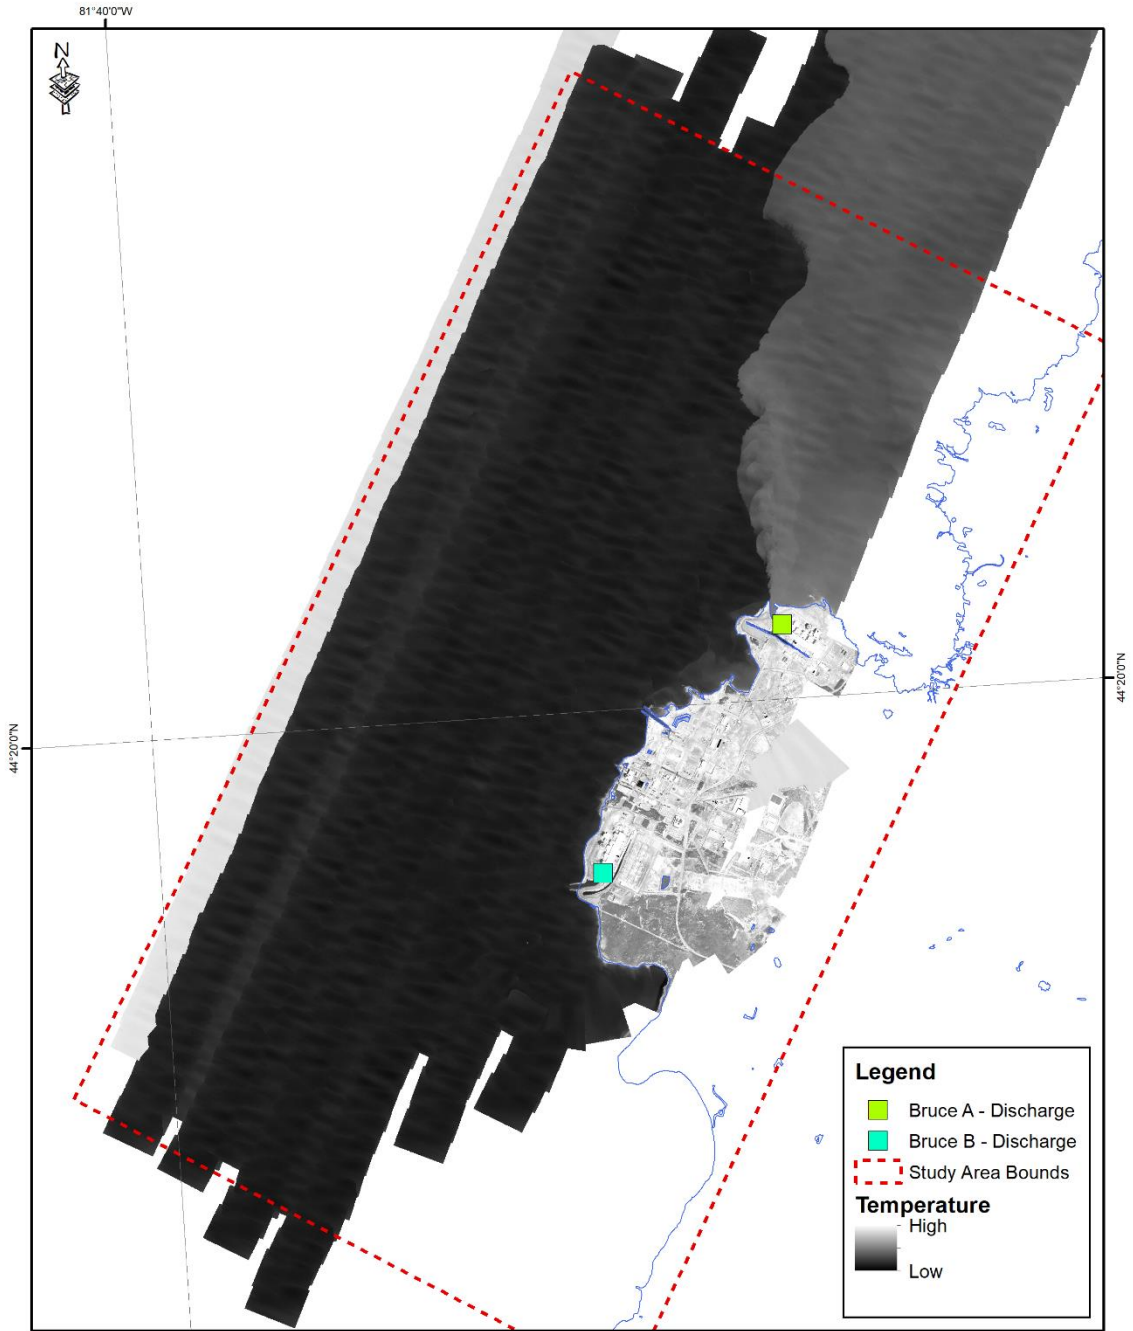 81°40'0"W
N
44°20'0"N
44°20'0"N
Legend
Bruce A - Discharge
Bruce B - Discharge
Study Area Bounds
Temperature
High
Low